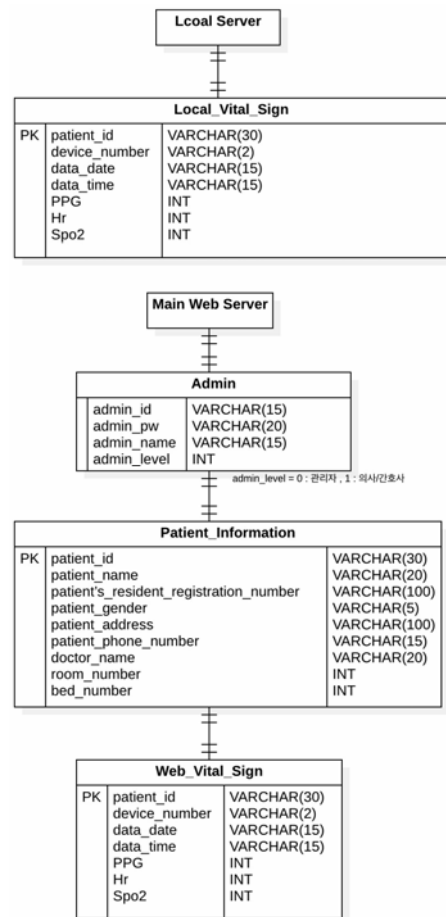 Lcoal Server
Local_Vital_Sign
PK patient_id VARCHAR(30)
device_number VARCHAR(2)
data_date VARCHAR(15)
data_time VARCHAR(15)
PPG INT
Hr INT
Spo2 INT
Main Web Server
Admin
admin_id VARCHAR(15)
admin_pw VARCHAR(20)
admin_name VARCHAR(15)
admin_level INT
admin_level = 0 : 관리자 , 1 : 의사/간호사
Patient_Information
PK patient_id VARCHAR(30)
patient_name VARCHAR(20)
patient's_resident_registration_number VARCHAR(100)
patient_gender VARCHAR(5)
patient_address VARCHAR(100)
patient_phone_number VARCHAR(15)
doctor_name VARCHAR(20)
room_number INT
bed_number INT
Web_Vital_Sign
PK patient_id VARCHAR(30)
device_number VARCHAR(2)
data_date VARCHAR(15)
data_time VARCHAR(15)
PPG INT
Hr INT
Spo2 INT